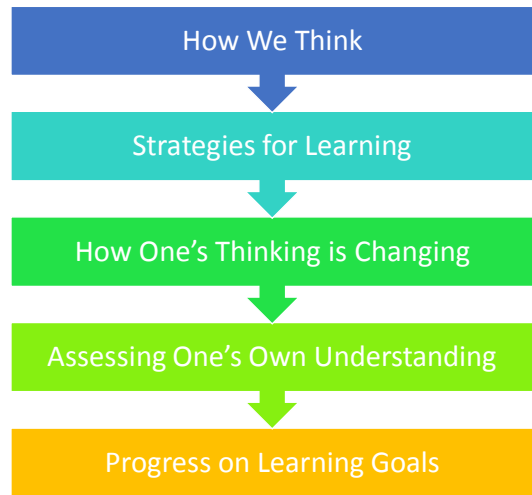 How We Think
Strategies for Learning
How One’s Thinking is Changing
Assessing One’s Own Understanding
Progress on Learning Goals